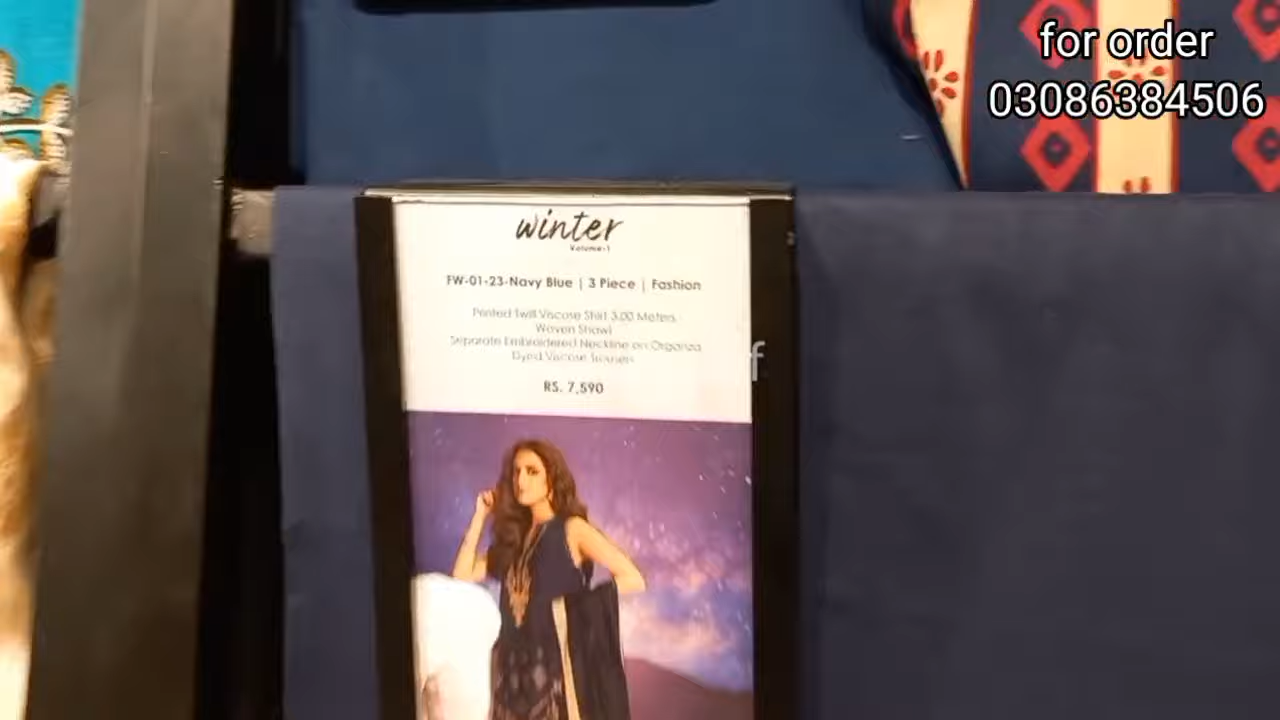 for order
03086384506
winter
Volume-1
FW-01-23-Navy Blue | 3 Piece | Fashion
Printed Twill Viscose Shirt 3.00 Meters
Woven Shawl
Separate Embroidered Neckline on Organza
Dyed Viscose Trousers
RS. 7,590
f